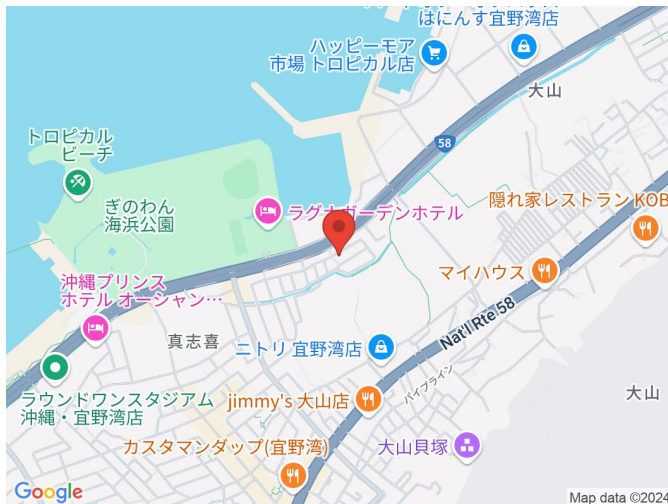 はにんす宜野湾店
ハッピーモア
市場 トロピカル店
大山
58
トロピカル
ビーチ
ぎのわん
海浜公園
ラグナガーデンホテル
隠れ家レストラン KOB
マイハウス
沖縄プリンス
ホテル オーシャン…
真志喜
ニトリ 宜野湾店
Nat'l Rte 58
ラウンドワンスタジアム
沖縄・宜野湾店
jimmy's 大山店
パイプライン
大山
カスタマンダップ(宜野湾)
大山貝塚
Google
Map data ©2024